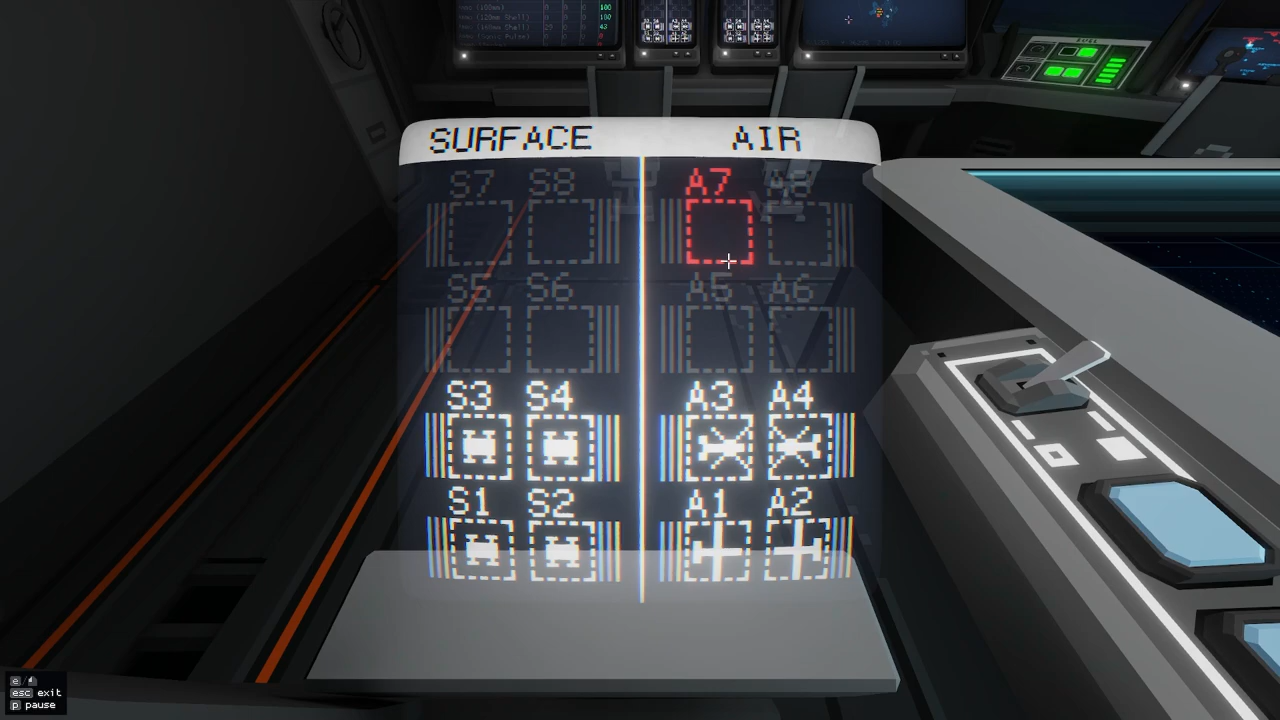 SURFACE AIR
S7 S8 A7 A8
S5 S6 A5 A6
S3 S4 A3 A4
S1 S2 A1 A2
e /
esc exit
p pause